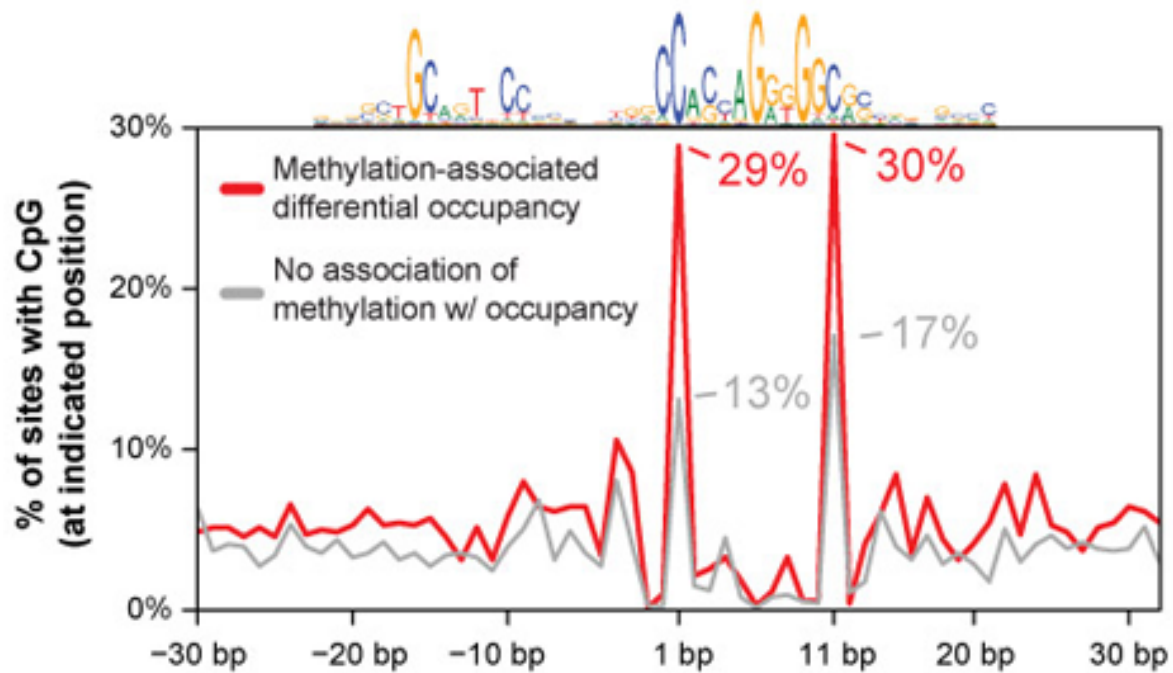 30%
20%
10%
0%
% of sites with CpG
(at indicated position)
Methylation-associated
differential occupancy
No association of
methylation w/ occupancy
29%
30%
13%
17%
−30 bp
−20 bp
−10 bp
1 bp
11 bp
20 bp
30 bp